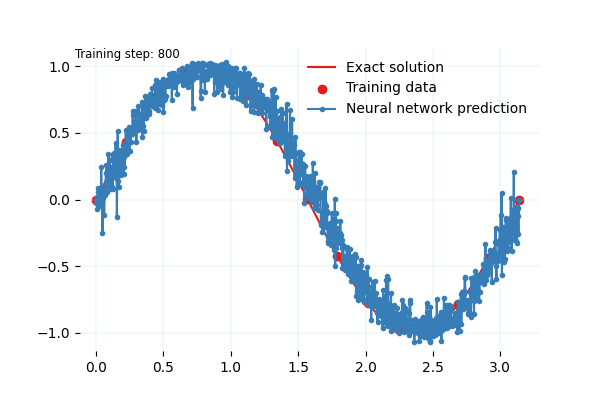 Training step: 800
Exact solution
Training data
Neural network prediction
1.0
0.5
0.0
−0.5
−1.0
0.0 0.5 1.0 1.5 2.0 2.5 3.0